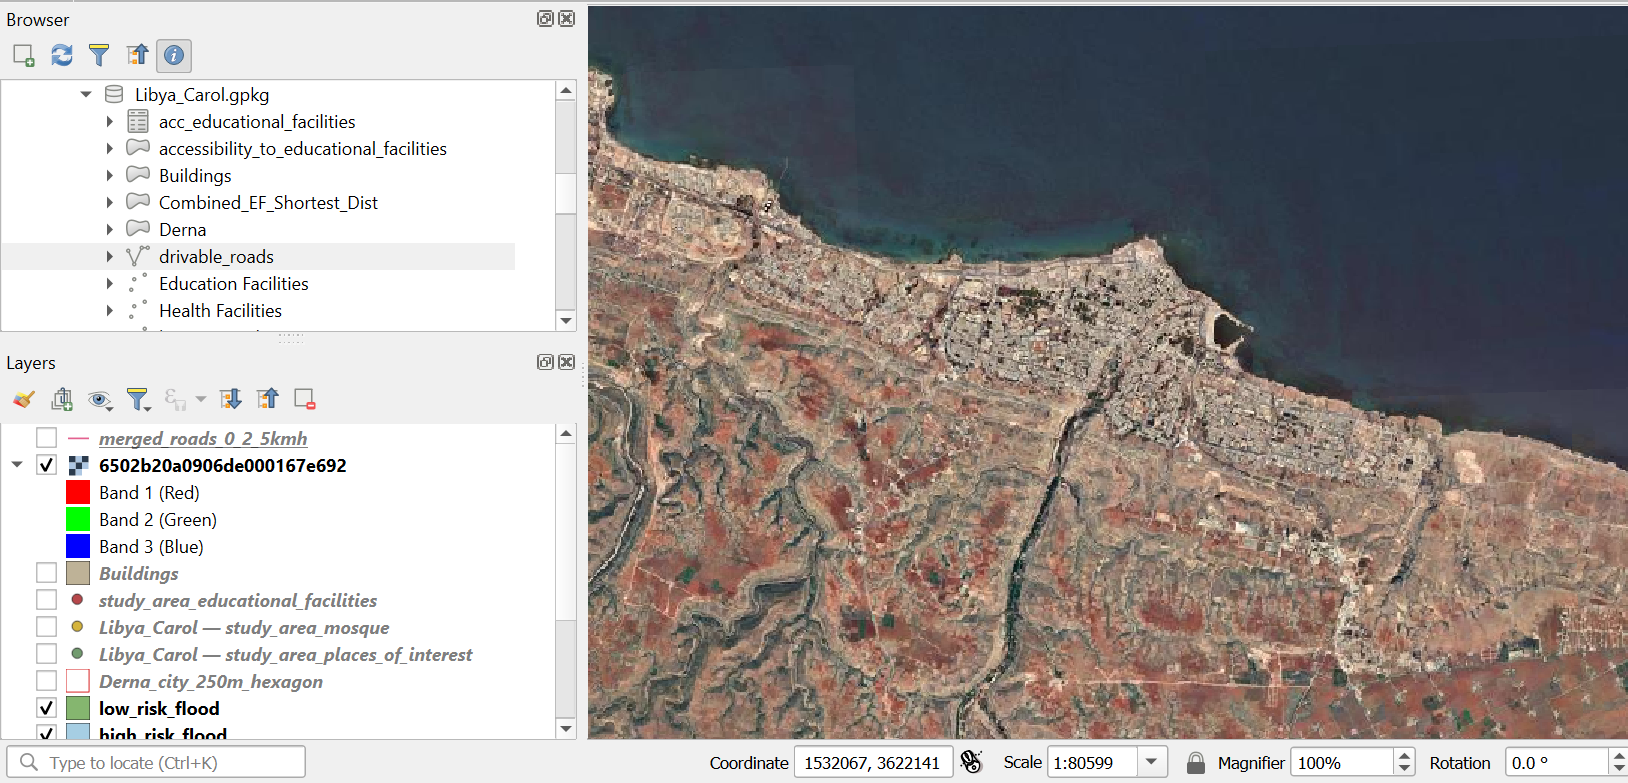 Browser
Libya_Carol.gpkg
acc_educational_facilities
accessibility_to_educational_facilities
Buildings
Combined_EF_Shortest_Dist
Derna
drivable_roads
Education Facilities
Health Facilities
Layers
merged_roads_0_2_5kmh
6502b20a0906de000167e692
Band 1 (Red)
Band 2 (Green)
Band 3 (Blue)
Buildings
study_area_educational_facilities
Libya_Carol — study_area_mosque
Libya_Carol — study_area_places_of_interest
Derna_city_250m_hexagon
low_risk_flood
high_risk_flood
Type to locate (Ctrl+K) Coordinate 1532067, 3622141 Scale 1:80599 Magnifier 100% Rotation 0.0 °